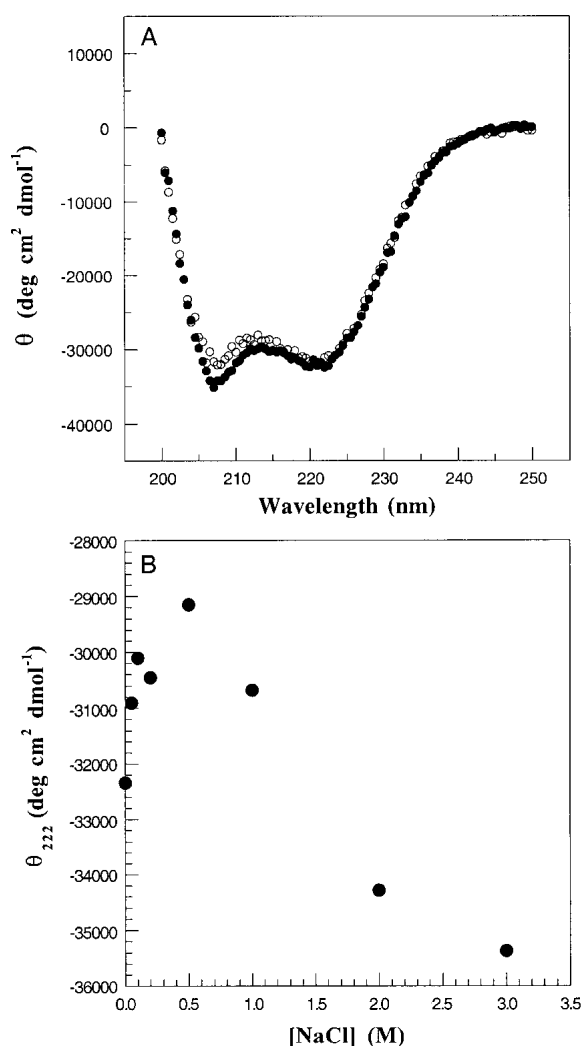 A
10000
0
-10000
-20000
-30000
-40000
θ (deg cm² dmol⁻¹)
200 210 220 230 240 250
Wavelength (nm)
B
-28000
-29000
-30000
-31000
-32000
-33000
-34000
-35000
-36000
θ₂₂₂ (deg cm² dmol⁻¹)
0.0 0.5 1.0 1.5 2.0 2.5 3.0 3.5
[NaCl] (M)